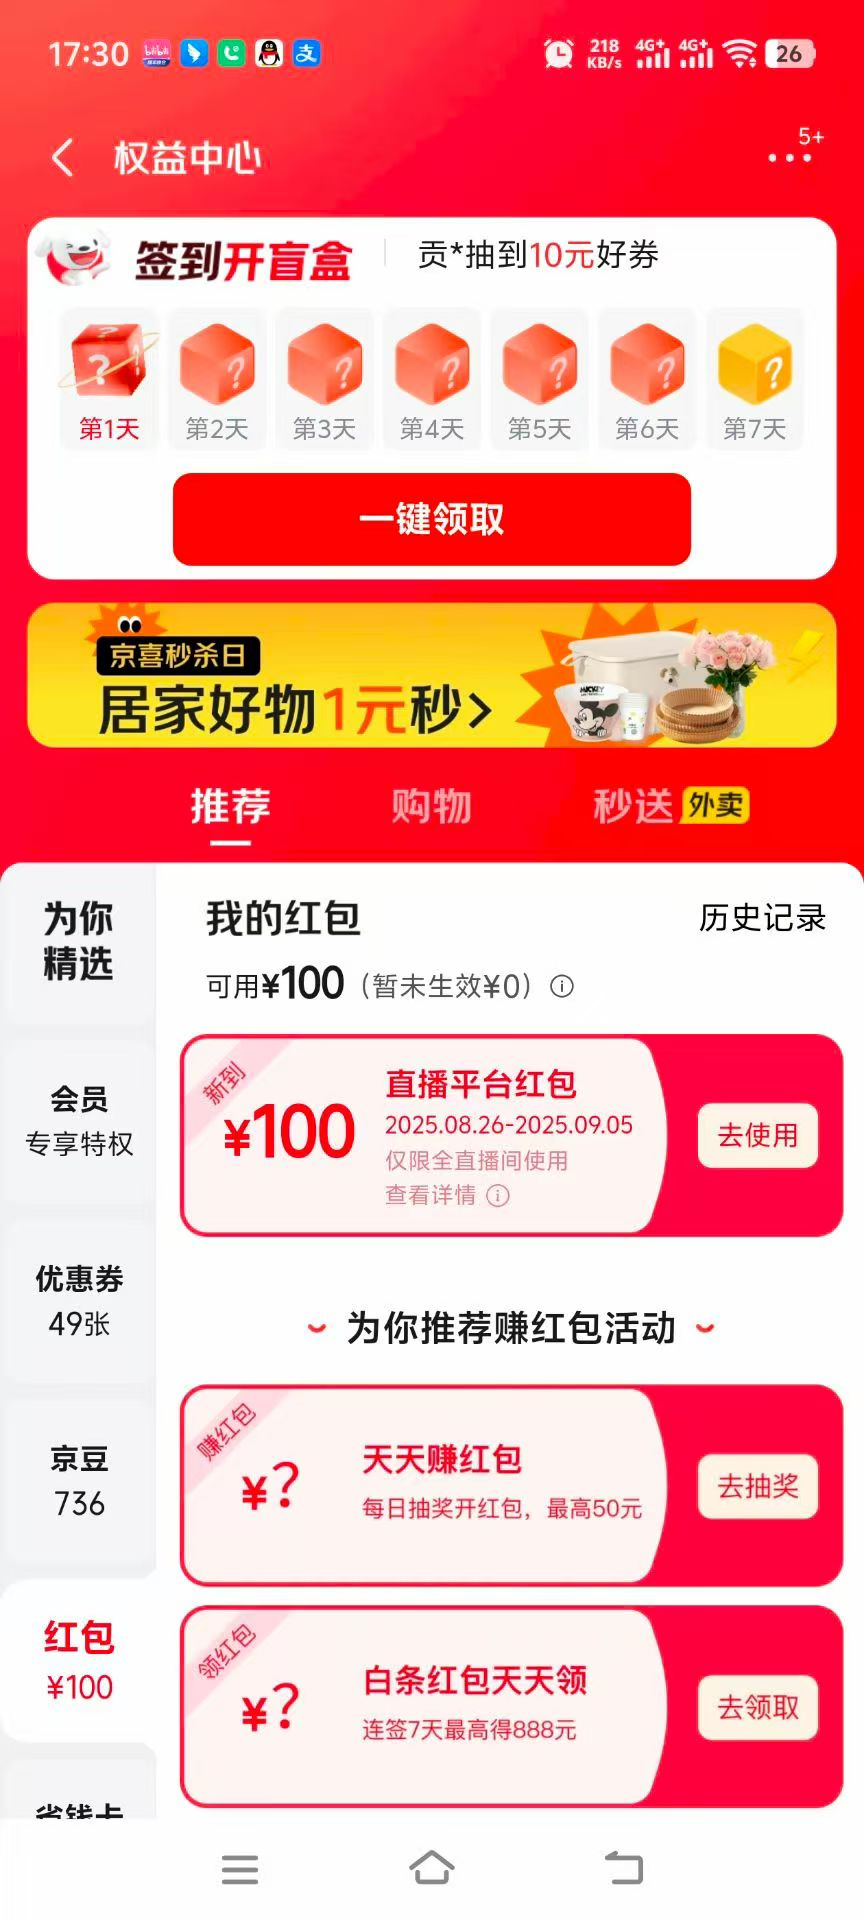 17:30
218
KB/s
4G+
4G+
26
权益中心
5+
签到开盲盒
贡*抽到10元好券
第1天
第2天
第3天
第4天
第5天
第6天
第7天
一键领取
京喜秒杀日
居家好物1元秒>
推荐
购物
秒送
外卖
为你
精选
会员
专享特权
优惠券
49张
京豆
736
红包
¥100
省钱卡
我的红包
历史记录
可用¥100（暂未生效¥0）
新到
¥100
直播平台红包
2025.08.26-2025.09.05
仅限全直播间使用
查看详情
去使用
为你推荐赚红包活动
赚红包
¥?
天天赚红包
每日抽奖开红包，最高50元
去抽奖
领红包
¥?
白条红包天天领
连签7天最高得888元
去领取